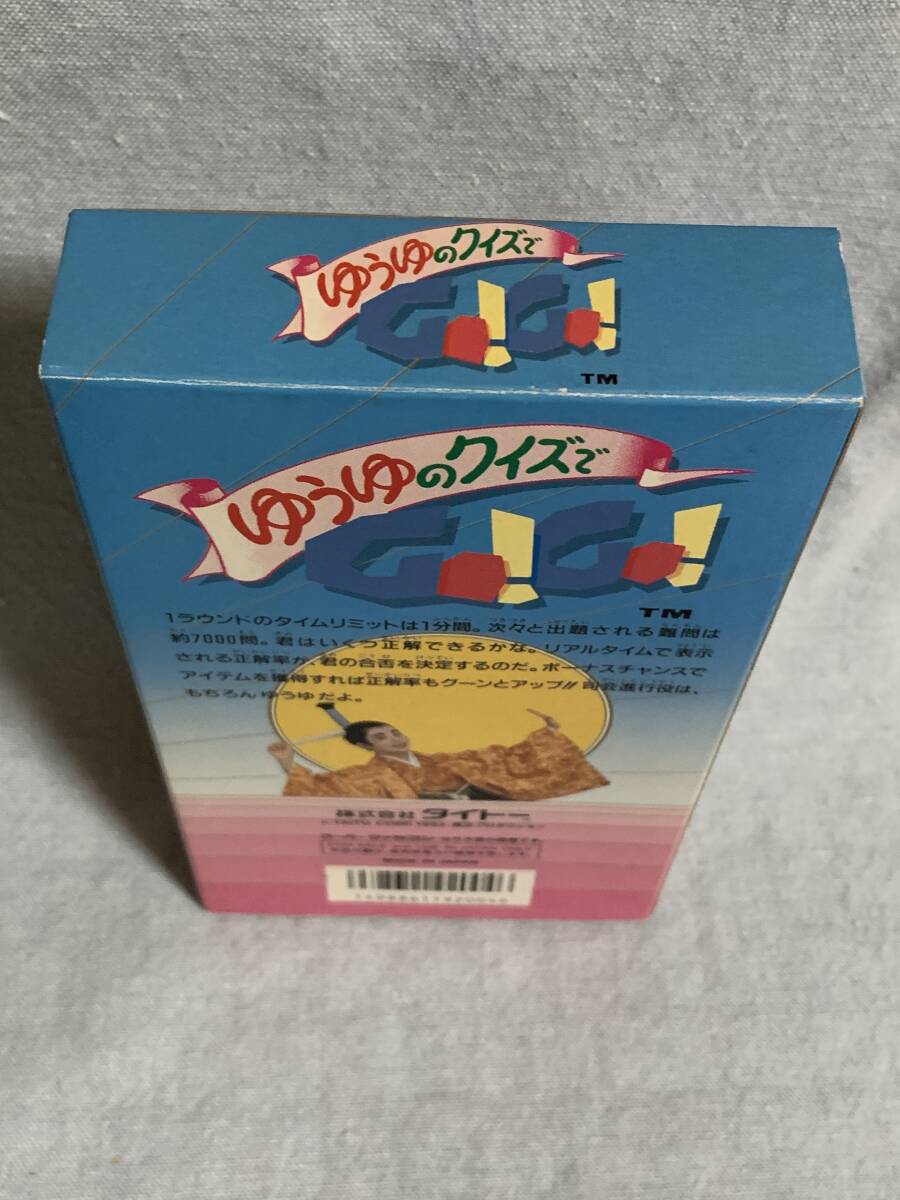 ゆうゆのクイズで
Go!Go!
TM
ゆうゆのクイズで
Go!Go!
TM
1ラウンドのタイムリミットは1分間。次々と出題される難問は
約7000問。君はいくつ正解できるかな。リアルタイムで表示
される正解率が、君の合否を決定するのだ。ボーナスチャンスで
アイテムを獲得すれば正解率もグーンとアップ!!司会進行役は、
もちろんゆうゆだよ。
株式会社 タイトー
MADE IN JAPAN